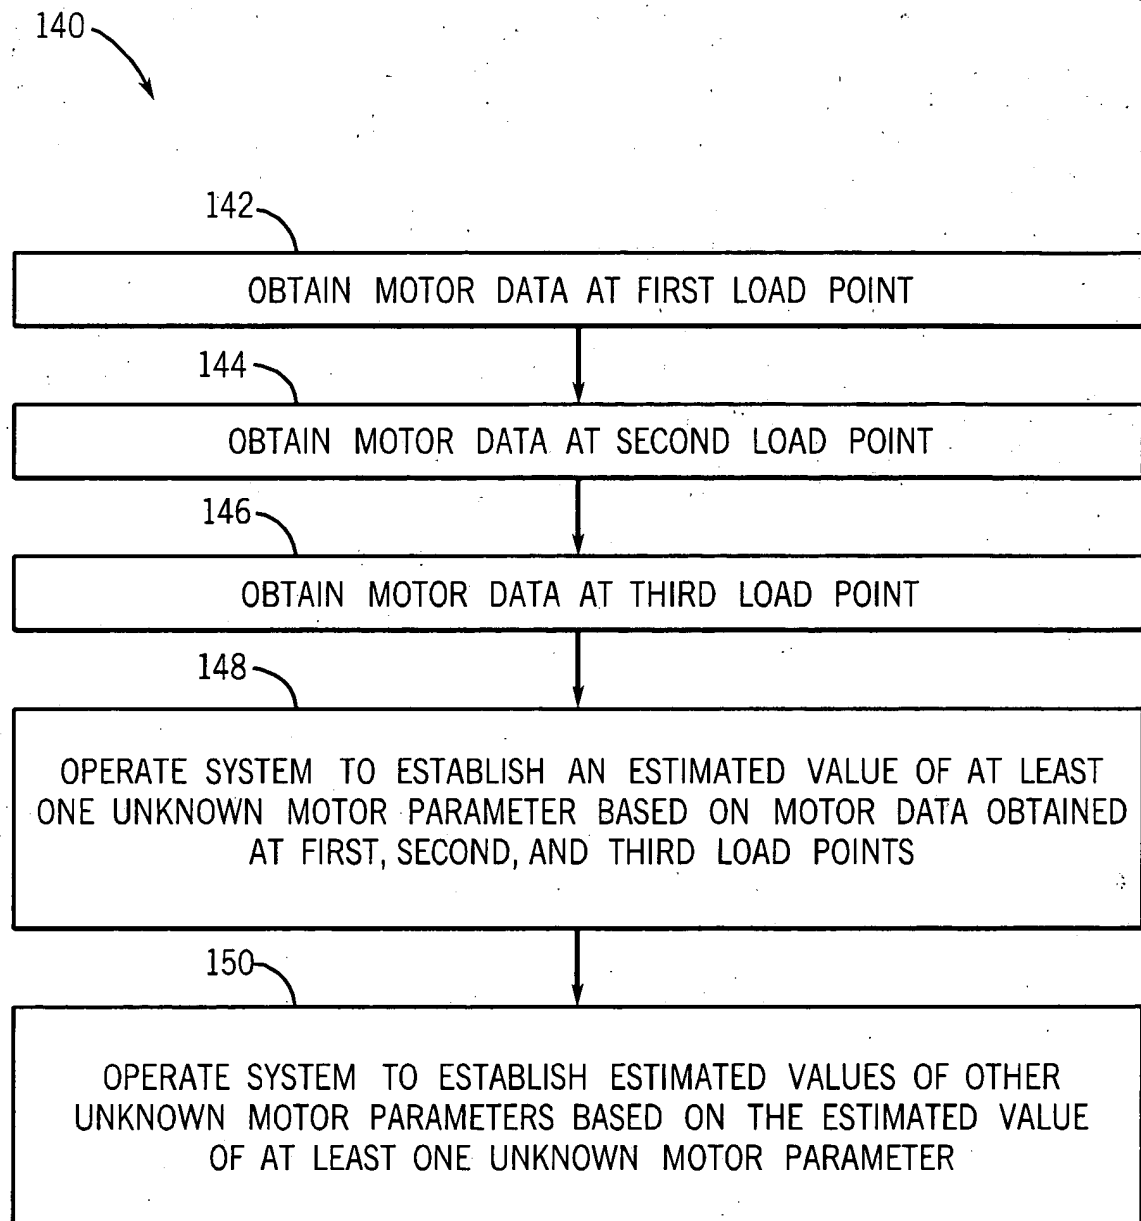 140
142
OBTAIN MOTOR DATA AT FIRST LOAD POINT
144
OBTAIN MOTOR DATA AT SECOND LOAD POINT
146
OBTAIN MOTOR DATA AT THIRD LOAD POINT
148
OPERATE SYSTEM TO ESTABLISH AN ESTIMATED VALUE OF AT LEAST
ONE UNKNOWN MOTOR PARAMETER BASED ON MOTOR DATA OBTAINED
AT FIRST, SECOND, AND THIRD LOAD POINTS
150
OPERATE SYSTEM TO ESTABLISH ESTIMATED VALUES OF OTHER
UNKNOWN MOTOR PARAMETERS BASED ON THE ESTIMATED VALUE
OF AT LEAST ONE UNKNOWN MOTOR PARAMETER